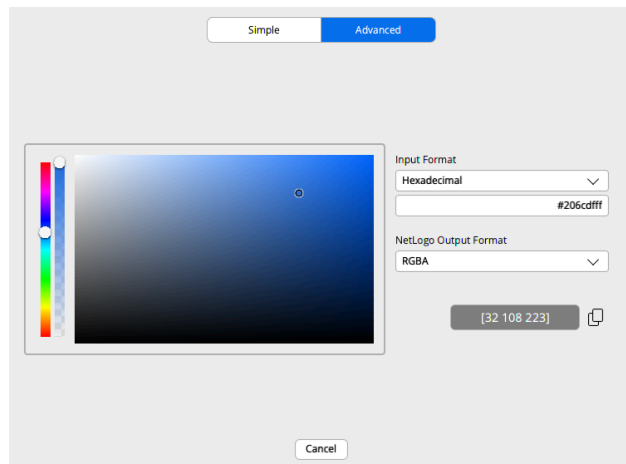 Simple
Advanced
Input Format
Hexadecimal
#206cdfff
NetLogo Output Format
RGBA
[32 108 223]
Cancel